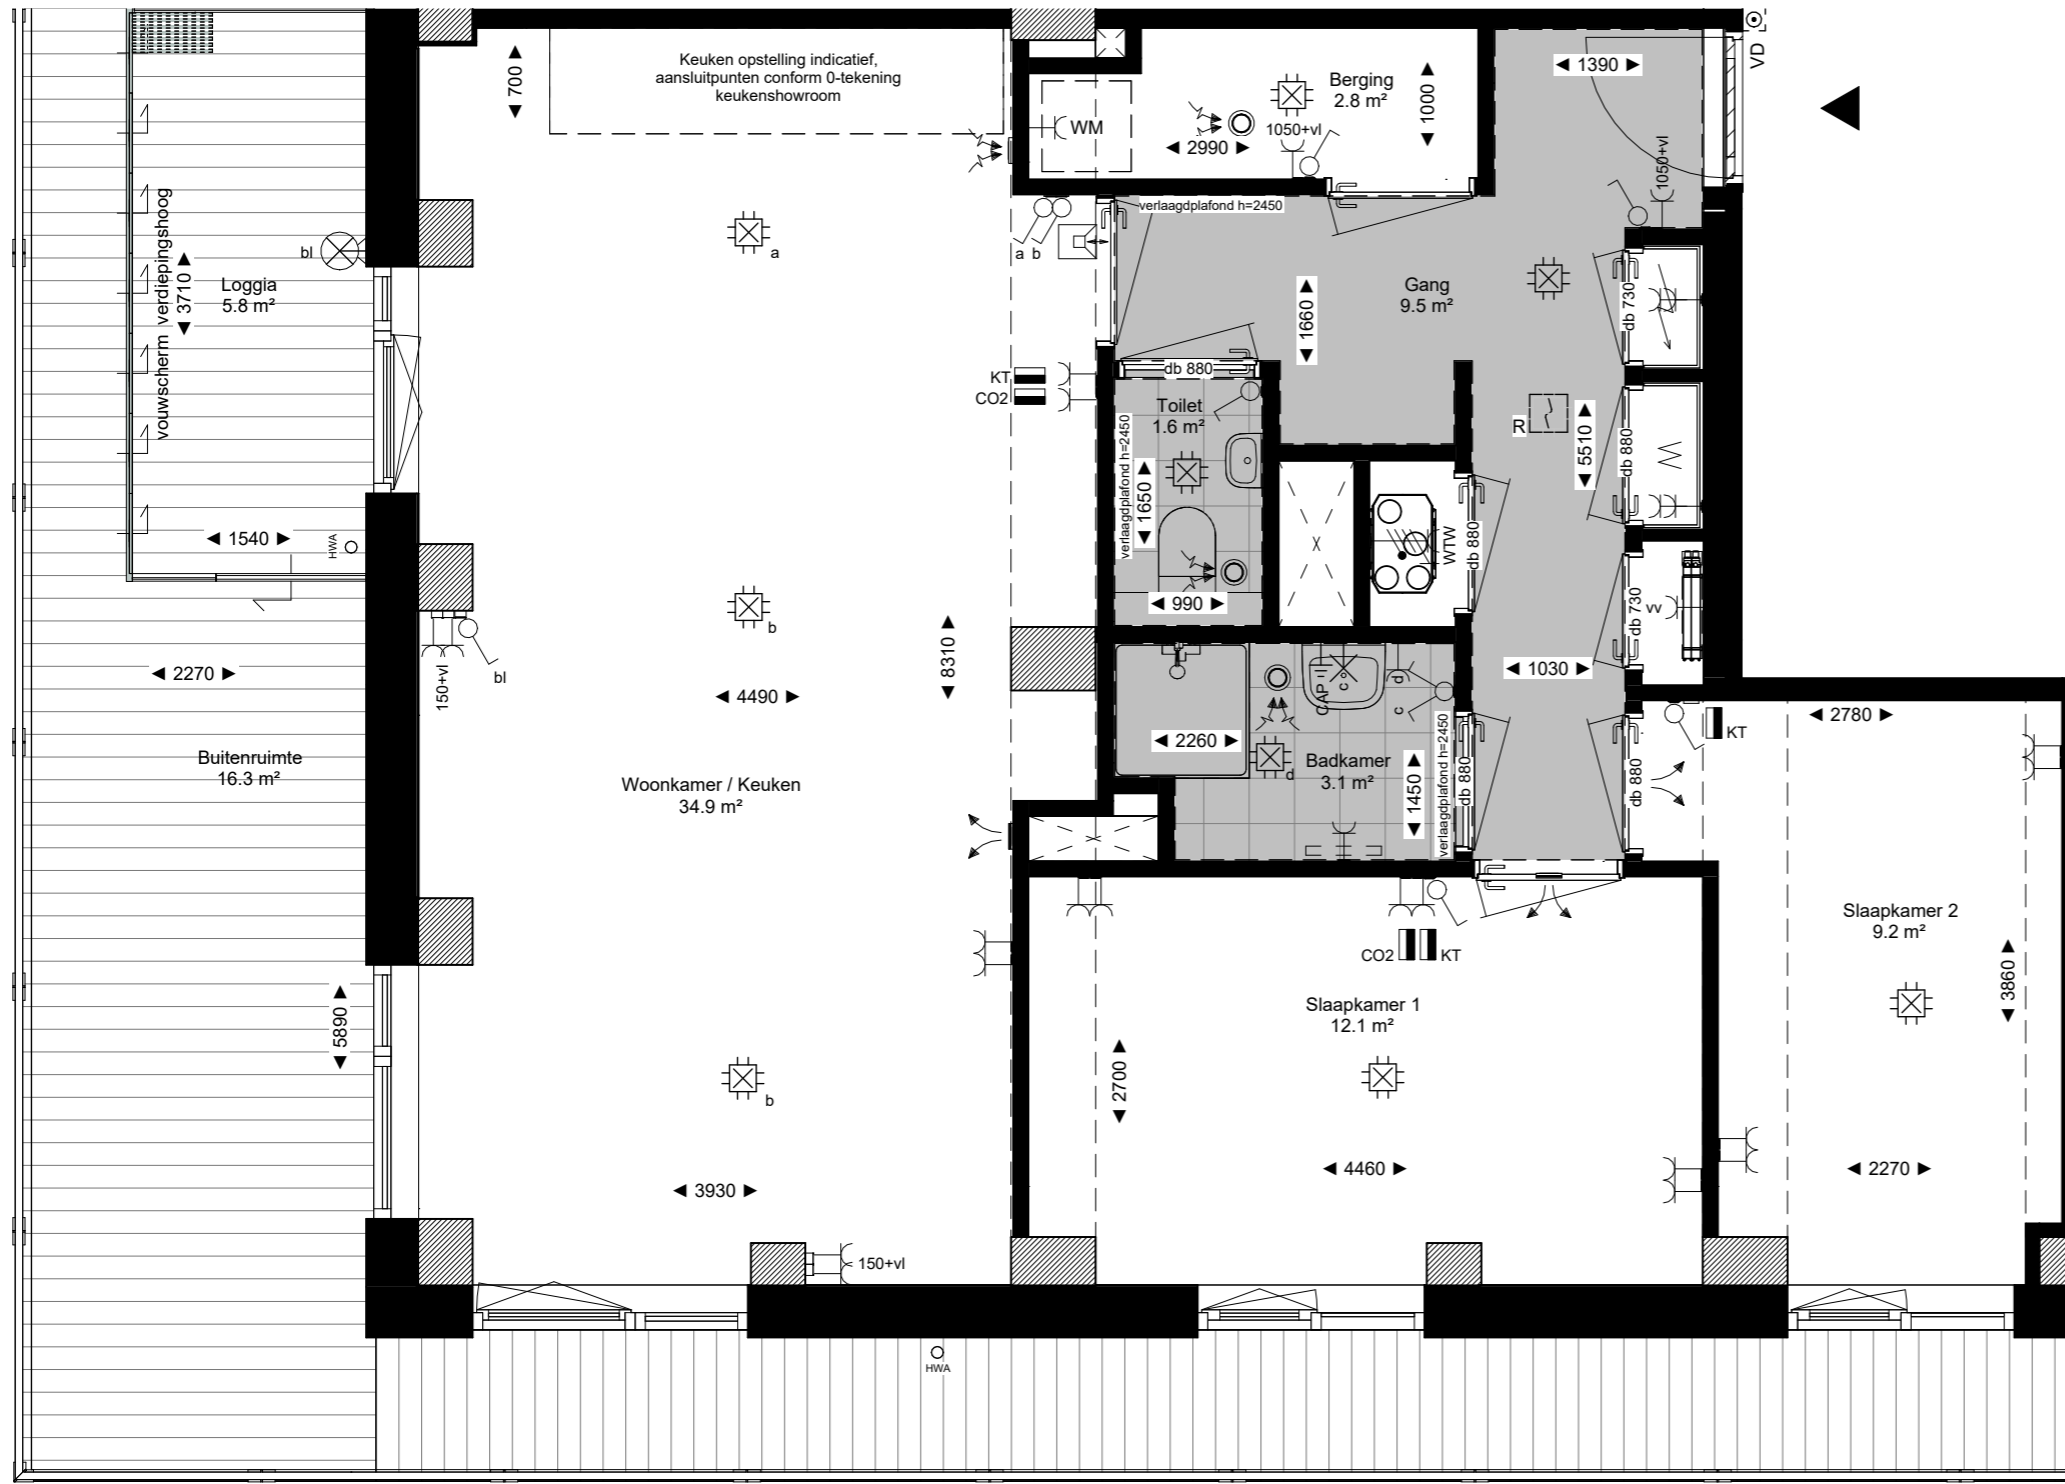 Keuken opstelling indicatief,
aansluitpunten conform 0-tekening
keukenshowroom
700
WM
2990
1050+vl
Berging
2.8 m²
1000
1390
VD
1050+vl
verlaagdplafond h=2450
a b
a
bl
Loggia
5.8 m²
vouwscherm verdiepingshoog
3710
1540
HWA
Gang
9.5 m²
1660
db 730
KT
CO2
db 880
Toilet
1.6 m²
verlaagdplafond h=2450
1650
990
R
5510
db 880
WTW
db 880
db 730
vv
b
150+vl
bl
2270
8310
4490
1030
CAP
c
d
c
2260
d
Badkamer
3.1 m²
1450
verlaagdplafond h=2450
db 880
db 880
KT
2780
Buitenruimte
16.3 m²
Woonkamer / Keuken
34.9 m²
Slaapkamer 2
9.2 m²
CO2
KT
5890
Slaapkamer 1
12.1 m²
3860
2700
b
4460
2270
3930
150+vl
HWA